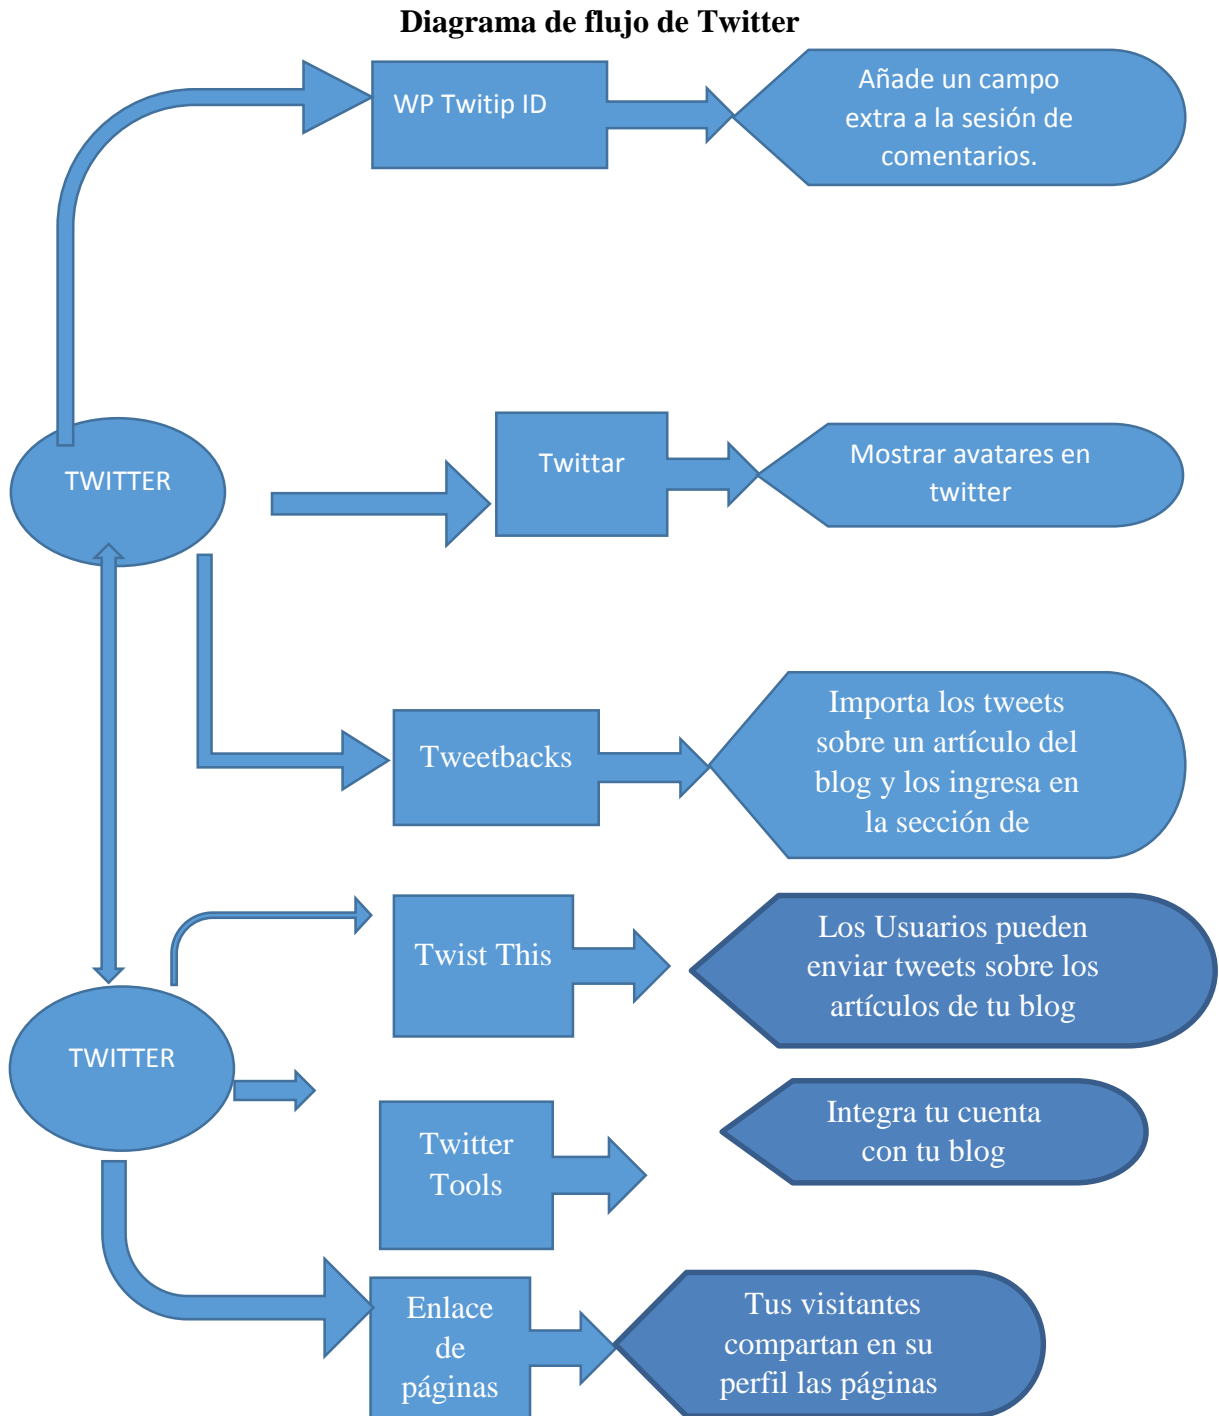 Diagrama de flujo de Twitter
WP Twitip ID
Añade un campo
extra a la sesión de
comentarios.
TWITTER
Twittar
Mostrar avatares en
twitter
Tweetbacks
Importa los tweets
sobre un artículo del
blog y los ingresa en
la sección de
Twist This
Los Usuarios pueden
enviar tweets sobre los
artículos de tu blog
TWITTER
Twitter
Tools
Integra tu cuenta
con tu blog
Enlace
de
páginas
Tus visitantes
compartan en su
perfil las páginas